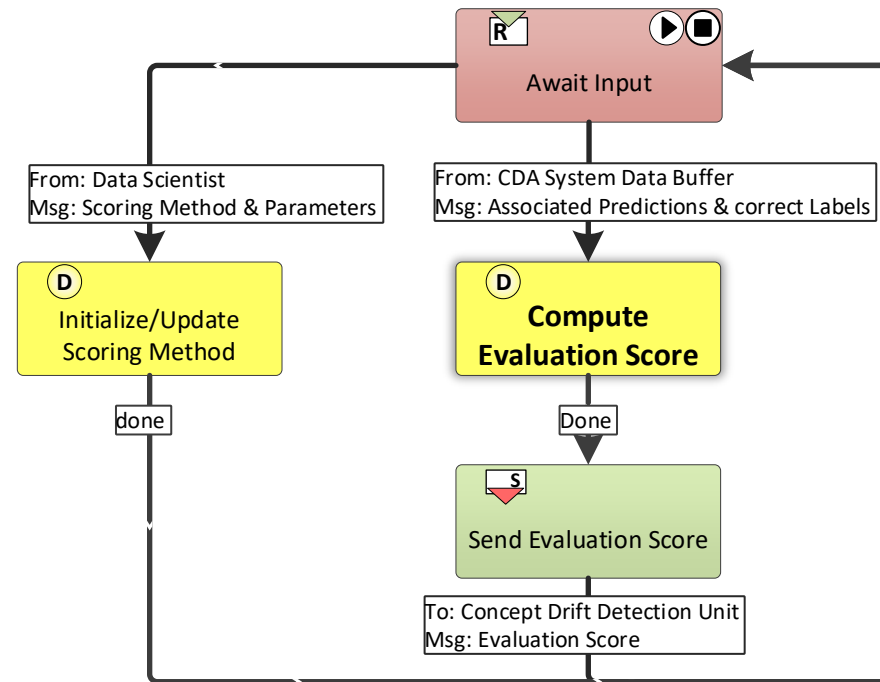 R
Await Input
From: Data Scientist
Msg: Scoring Method & Parameters
From: CDA System Data Buffer
Msg: Associated Predictions & correct Labels
D
Initialize/Update
Scoring Method
D
Compute
Evaluation Score
done
Done
S
Send Evaluation Score
To: Concept Drift Detection Unit
Msg: Evaluation Score